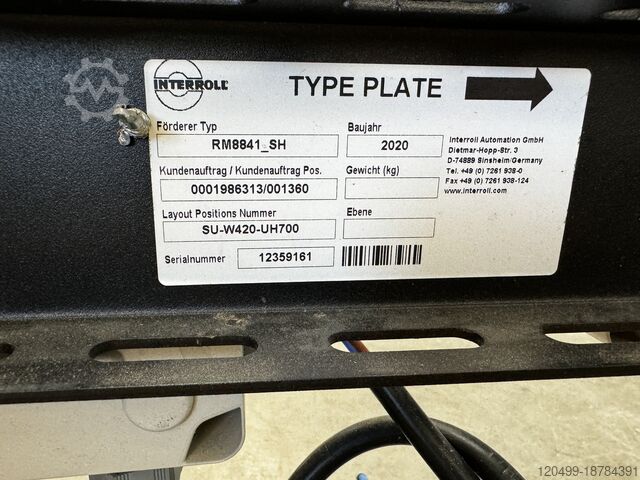 INTERROLL
TYPE PLATE
Förderer Typ
RM8841_SH
Baujahr
2020
Interroll Automation GmbH
Dietmar-Hopp-Str. 3
D-74889 Sinsheim/Germany
Tel. +49 (0) 7261 938-0
Fax +49 (0) 7261 938-124
www.interroll.com
Kundenauftrag / Kundenauftrag Pos.
0001986313/001360
Gewicht (kg)
Layout Positions Nummer
SU-W420-UH700
Ebene
Serialnummer
12359161
120499-18784391